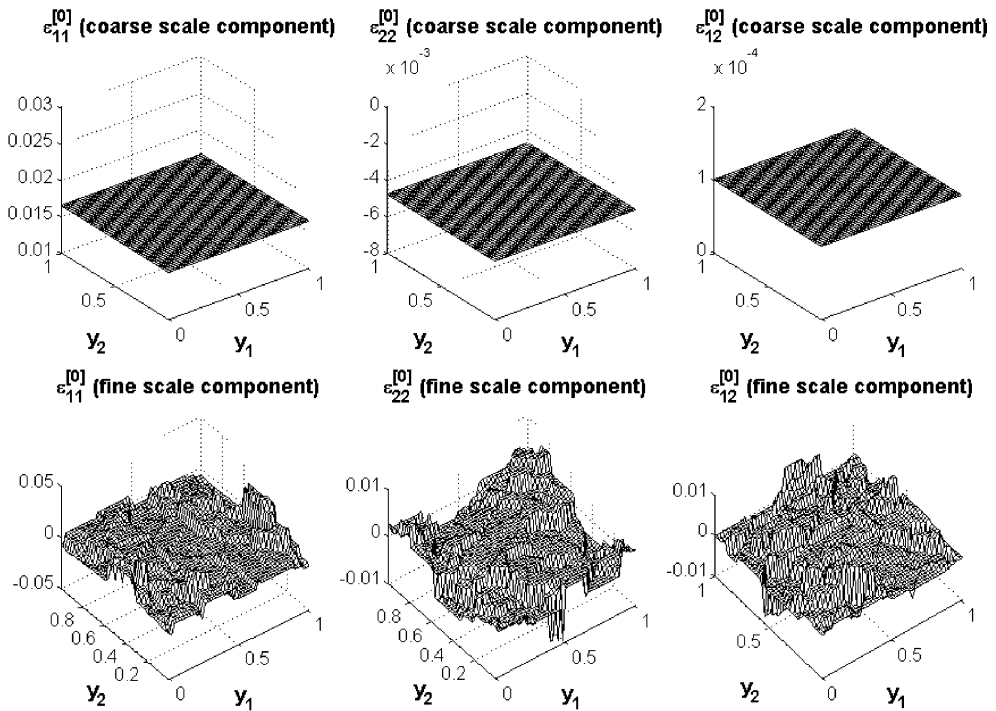 ε₁₁^[0] (coarse scale component)
0.03
0.025
0.02
0.015
0.01
1
0.5
0
0.5
1
y₂
y₁
ε₂₂^[0] (coarse scale component)
x 10⁻³
0
-2
-4
-6
-8
1
0.5
0
0.5
1
y₂
y₁
ε₁₂^[0] (coarse scale component)
x 10⁻⁴
2
1
0
1
0.5
0
0.5
1
y₂
y₁
ε₁₁^[0] (fine scale component)
0.05
0
-0.05
0.8
0.6
0.4
0.2
0
0.5
1
y₂
y₁
ε₂₂^[0] (fine scale component)
0.01
0
-0.01
0.8
0.6
0.4
0.2
0
0.5
1
y₂
y₁
ε₁₂^[0] (fine scale component)
0.01
0
-0.01
1
0.5
0
0.5
1
y₂
y₁